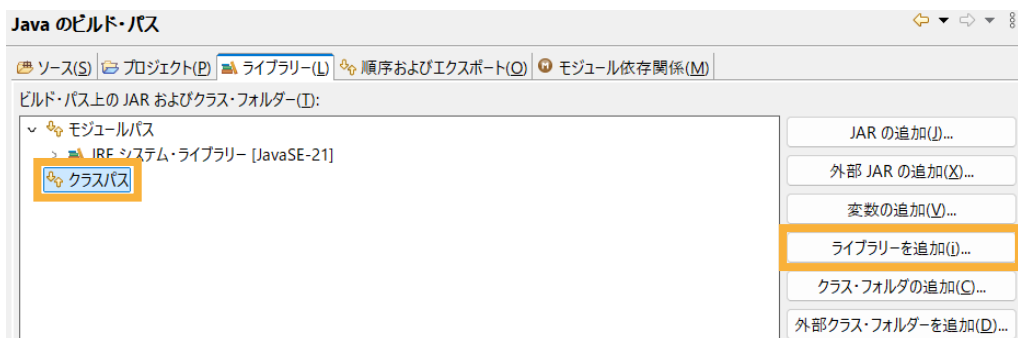 Java のビルド・パス
ソース(S) プロジェクト(P) ライブラリー(L) 順序およびエクスポート(O) モジュール依存関係(M)
ビルド・パス上の JAR およびクラス・フォルダー(T):
モジュールパス
JRE システム・ライブラリー [JavaSE-21]
クラスパス
JAR の追加(J)...
外部 JAR の追加(X)...
変数の追加(V)...
ライブラリーを追加(i)...
クラス・フォルダの追加(C)...
外部クラス・フォルダーを追加(D)...